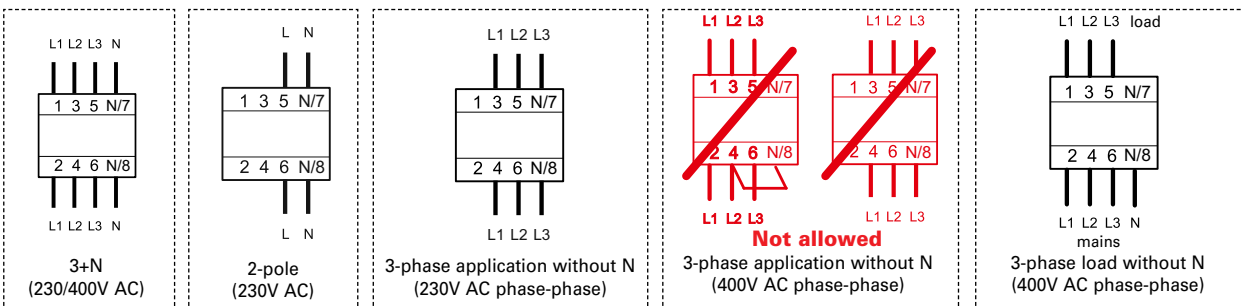 L1 L2 L3 N
1 3 5 N/7
2 4 6 N/8
L1 L2 L3 N
3+N
(230/400V AC)
L N
1 3 5 N/7
2 4 6 N/8
L N
2-pole
(230V AC)
L1 L2 L3
1 3 5 N/7
2 4 6 N/8
L1 L2 L3
3-phase application without N
(230V AC phase-phase)
L1 L2 L3
1 3 5 N/7
2 4 6 N/8
L1 L2 L3
L1 L2 L3
1 3 5 N/7
2 4 6 N/8
L1 L2 L3
Not allowed
3-phase application without N
(400V AC phase-phase)
L1 L2 L3 load
1 3 5 N/7
2 4 6 N/8
L1 L2 L3 N
mains
3-phase load without N
(400V AC phase-phase)